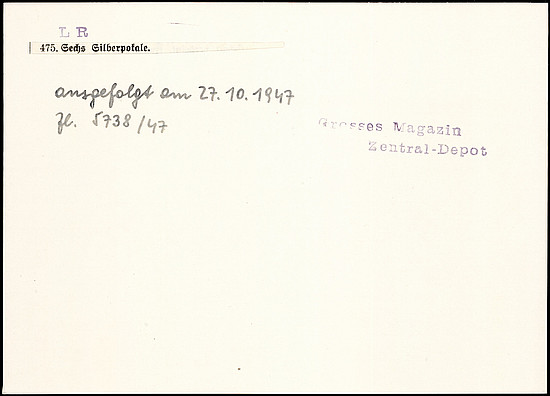 L R
475. Sechs Silberpokale.
ausgefolgt am 27.10.1947
Zl. 5738/47
Grosses Magazin
Zentral-Depot